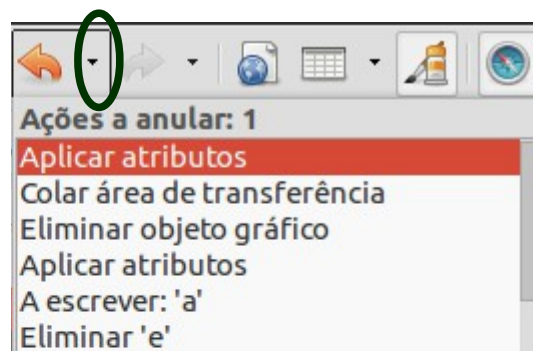 Ações a anular: 1
Aplicar atributos
Colar área de transferência
Eliminar objeto gráfico
Aplicar atributos
A escrever: 'a'
Eliminar 'e'